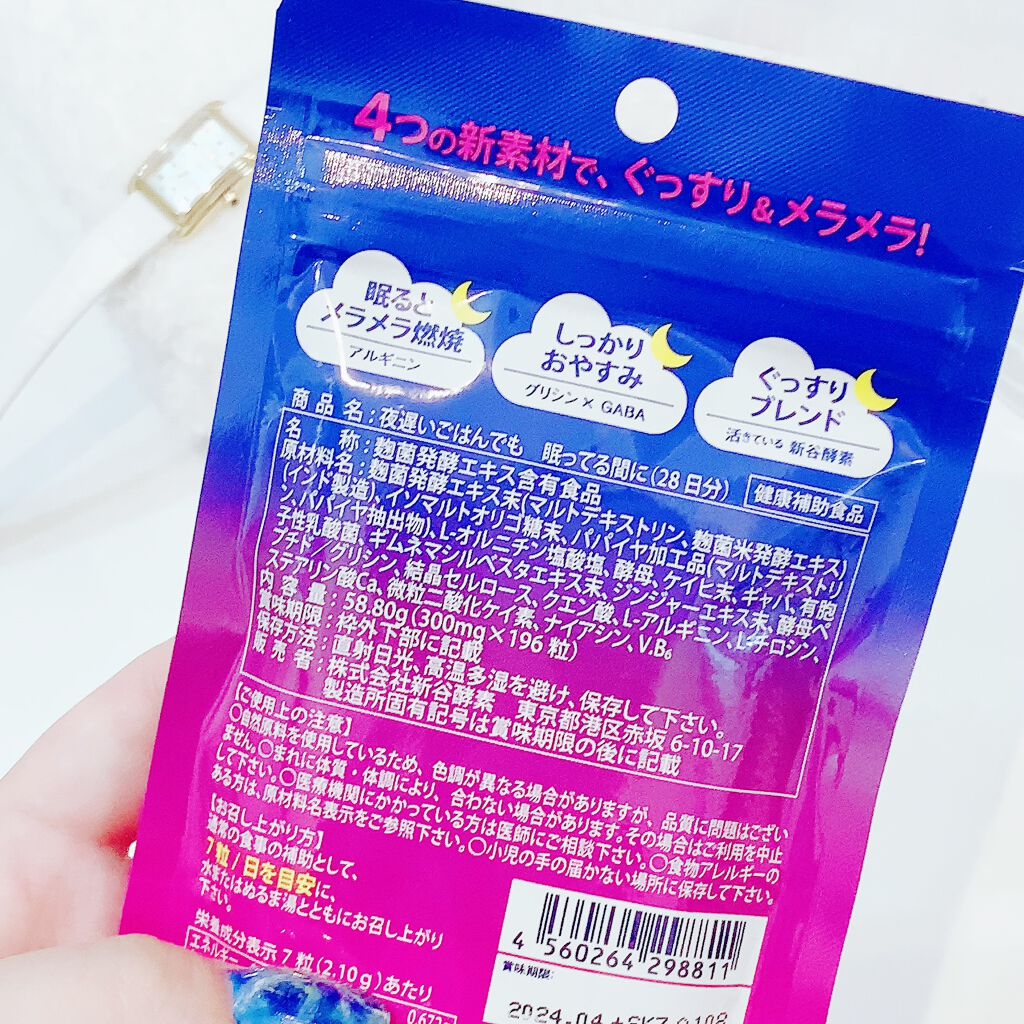 4つの新素材で、ぐっすり&メラメラ!
眠ると
メラメラ燃焼
アルギニン
しっかり
おやすみ
グリシン×GABA
ぐっすり
ブレンド
活きている 新谷酵素
商品名:夜遅いごはんでも 眠ってる間に(28日分)
健康補助食品
名称:麹菌発酵エキス含有食品
原材料名:麹菌発酵エキス末(マルトデキストリン、麹菌米発酵エキス)
(インド製造)、イソマルトオリゴ糖末、パパイヤ加工品(マルトデキストリ
ン、パパイヤ抽出物)、L-オルニチン塩酸塩、酵母、ケイヒ末、ギャバ、有胞
子性乳酸菌、ギムネマシルベスタエキス末、ジンジャーエキス末、酵母ペ
プチド/グリシン、結晶セルロース、クエン酸、L-アルギニン、L-チロシン、
ステアリン酸Ca、微粒二酸化ケイ素、ナイアシン、V.B₆
内容量:58.80g(300mg×196粒)
賞味期限:枠外下部に記載
保存方法:直射日光、高温多湿を避け、保存して下さい。
販売者:株式会社新谷酵素 東京都港区赤坂6-10-17
製造所固有記号は賞味期限の後に記載
【ご使用上の注意】
○自然原料を使用しているため、色調が異なる場合がありますが、品質に問題はござい
ません。○まれに体質・体調により、合わない場合があります。その場合はご利用を中止
して下さい。○医療機関にかかっている方は医師にご相談下さい。○食物アレルギーの
ある方は、原材料名表示をご参照下さい。○小児の手の届かない場所に保存して下さい。
【お召し上がり方】
通常の食事の補助として、
7粒/日を目安に、
水またはぬるま湯とともにお召し上がり
下さい。
栄養成分表示 7粒(2.10g)あたり
エネルギー
0.672g
4 560264 298811
賞味期限:
2024.04